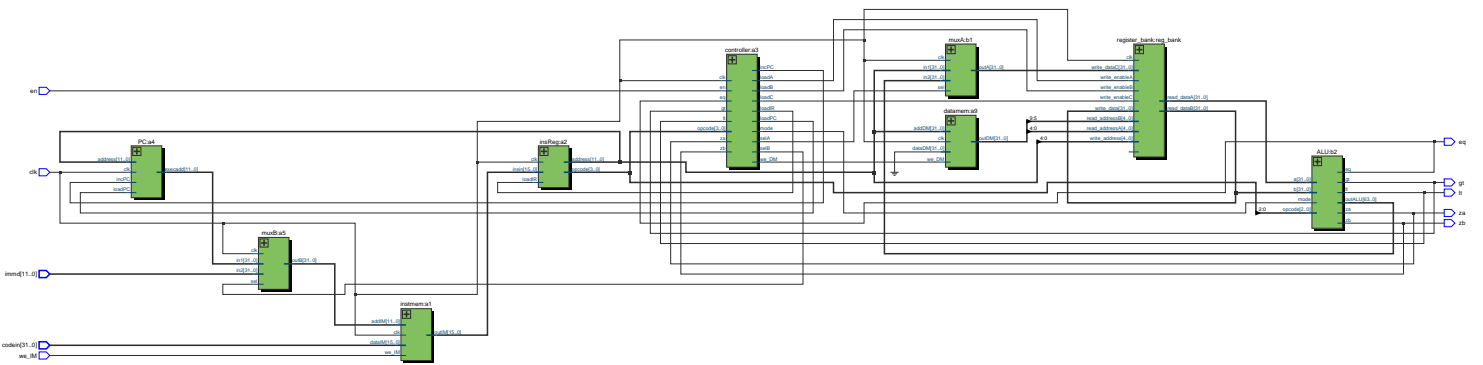 en
clk
immd[11..0]
codein[31..0]
we_IM
PC:a4
address[11..0]
clk
incPC
loadPC
execadd[11..0]
muxB:a5
clk
in1[31..0]
in2[31..0]
sel
outB[31..0]
instmem:a1
addIM[11..0]
clk
dataIM[15..0]
we_IM
outIM[15..0]
insReg:a2
clk
insin[15..0]
loadIR
address[11..0]
opcode[3..0]
controller:a3
clk
en
eq
gt
lt
opcode[3..0]
za
zb
incPC
loadA
loadB
loadC
loadIR
loadPC
mode
selA
selB
we_DM
muxA:b1
clk
in1[31..0]
in2[31..0]
sel
outA[31..0]
datamem:a9
addDM[31..0]
clk
dataDM[31..0]
we_DM
outDM[31..0]
9:5
4:0
4:0
register_bank:reg_bank
clk
write_dataC[31..0]
write_enableA
write_enableB
write_enableC
write_data[31..0]
read_addressB[4..0]
read_addressA[4..0]
write_address[4..0]
read_dataA[31..0]
read_dataB[31..0]
2:0
ALU:b2
a[31..0]
b[31..0]
mode
opcode[2..0]
eq
gt
lt
outALU[63..0]
za
zb
eq
gt
lt
za
zb